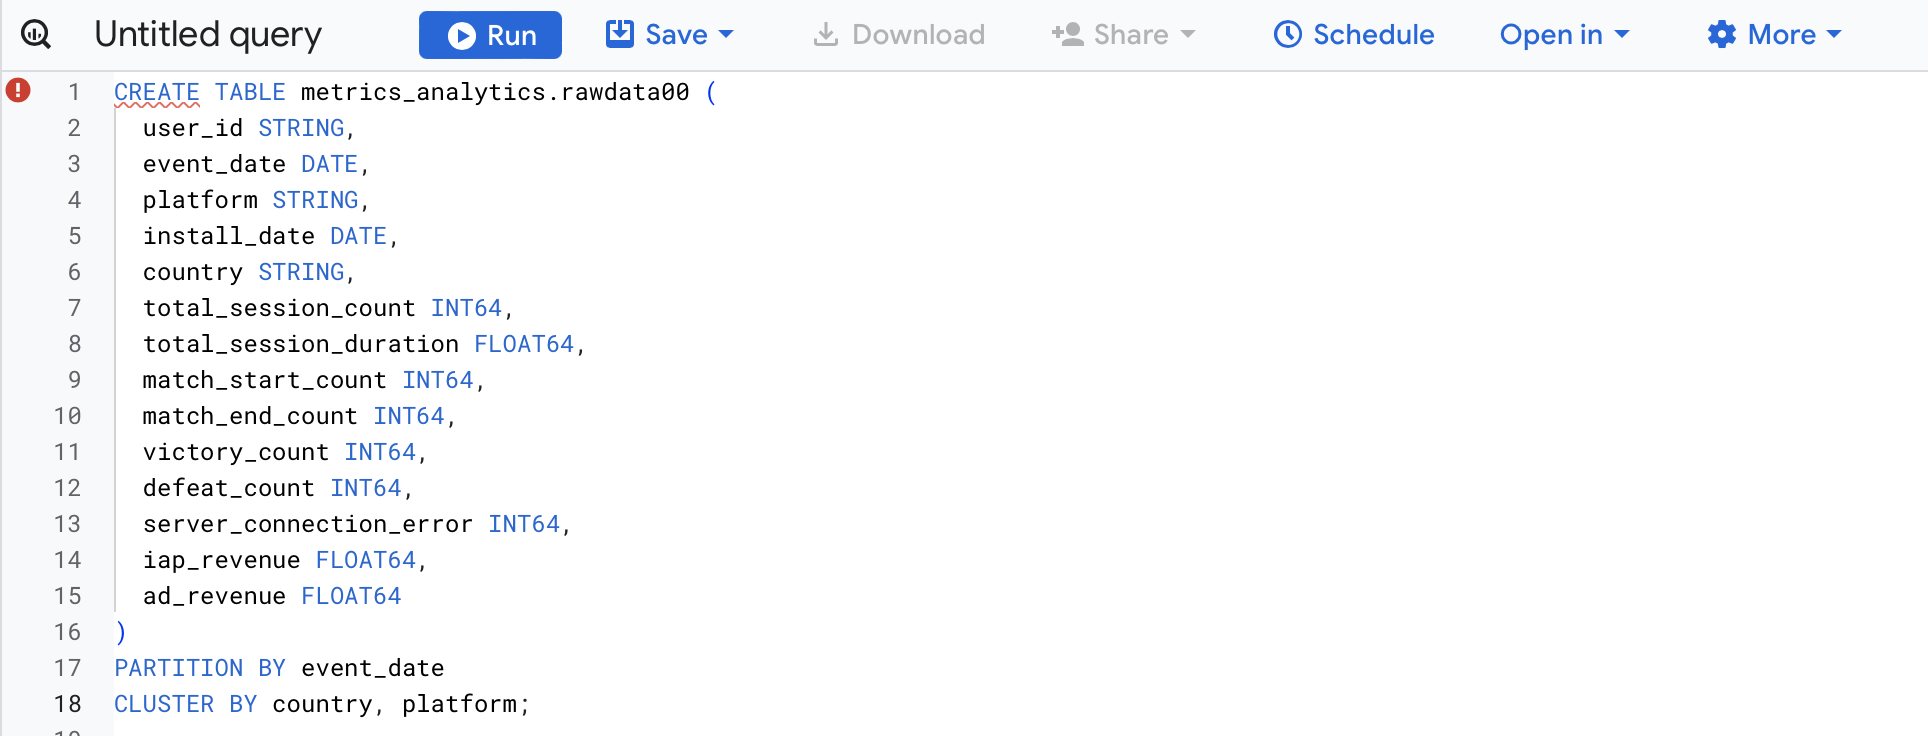 Untitled query Run Save Download Share Schedule Open in More
1 CREATE TABLE metrics_analytics.rawdata00 (
2 user_id STRING,
3 event_date DATE,
4 platform STRING,
5 install_date DATE,
6 country STRING,
7 total_session_count INT64,
8 total_session_duration FLOAT64,
9 match_start_count INT64,
10 match_end_count INT64,
11 victory_count INT64,
12 defeat_count INT64,
13 server_connection_error INT64,
14 iap_revenue FLOAT64,
15 ad_revenue FLOAT64
16 )
17 PARTITION BY event_date
18 CLUSTER BY country, platform;